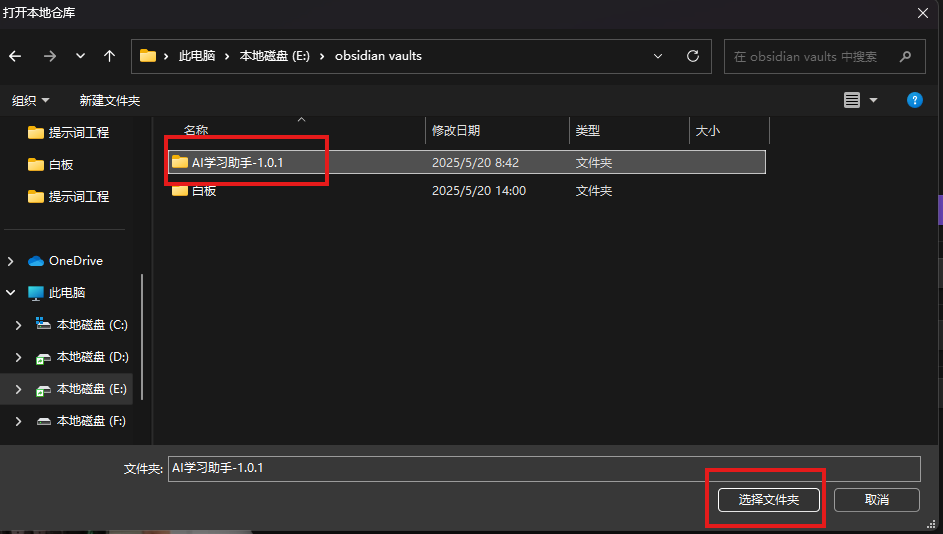 打开本地仓库
此电脑 本地磁盘 (E:) obsidian vaults
在 obsidian vaults 中搜索
组织 新建文件夹
提示词工程
白板
提示词工程
OneDrive
此电脑
本地磁盘 (C:)
本地磁盘 (D:)
本地磁盘 (E:)
本地磁盘 (F:)
名称 修改日期 类型 大小
AI学习助手-1.0.1 2025/5/20 8:42 文件夹
白板 2025/5/20 14:00 文件夹
文件夹: AI学习助手-1.0.1
选择文件夹 取消